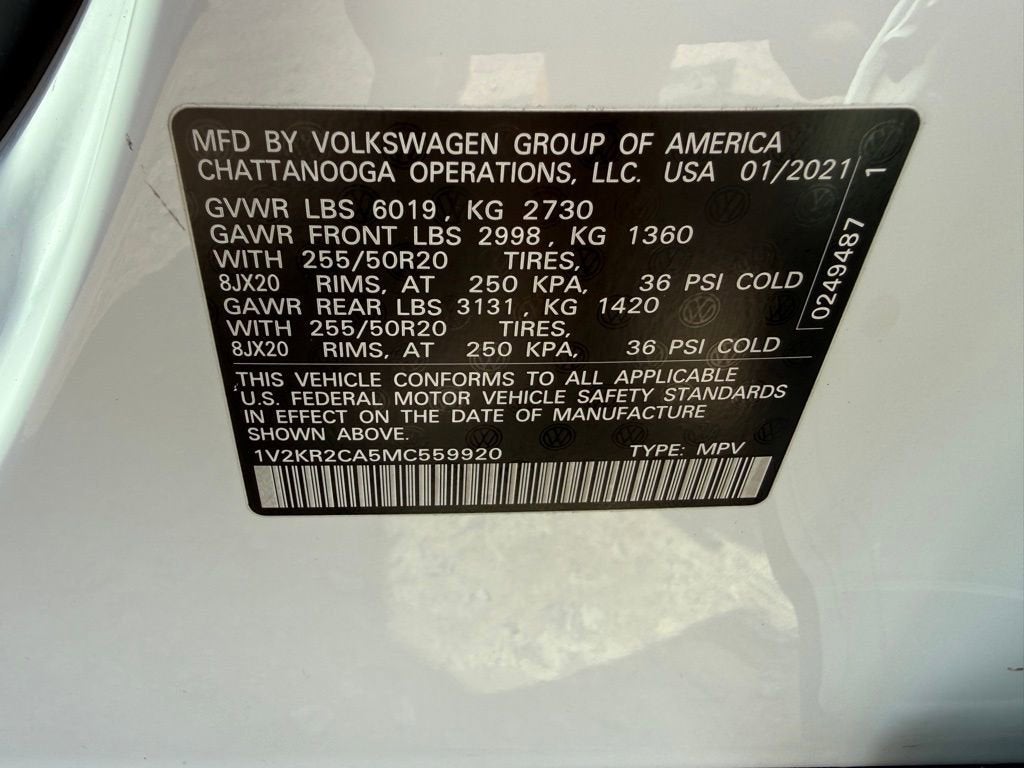 MFD BY VOLKSWAGEN GROUP OF AMERICA
CHATTANOOGA OPERATIONS, LLC. USA 01/2021
GVWR LBS 6019, KG 2730
GAWR FRONT LBS 2998, KG 1360
WITH 255/50R20 TIRES,
8JX20 RIMS, AT 250 KPA, 36 PSI COLD
GAWR REAR LBS 3131, KG 1420
WITH 255/50R20 TIRES,
8JX20 RIMS, AT 250 KPA, 36 PSI COLD
THIS VEHICLE CONFORMS TO ALL APPLICABLE
U.S. FEDERAL MOTOR VEHICLE SAFETY STANDARDS
IN EFFECT ON THE DATE OF MANUFACTURE
SHOWN ABOVE.
1V2KR2CA5MC559920 TYPE: MPV
0249487 1